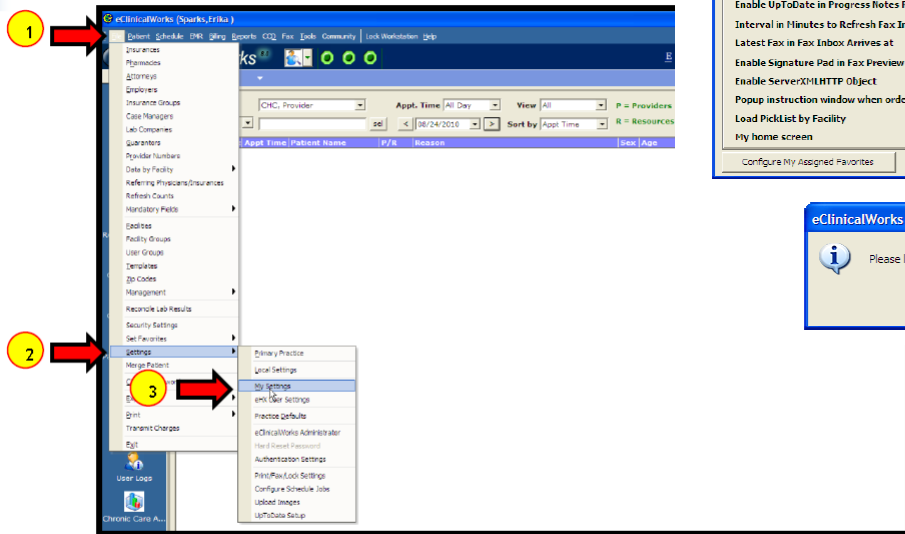 eClinicalWorks (Sparks,Erika )
Patient Schedule EMR Billing Reports CCD Fax Tools Community Lock Workstation Help
1
Insurances
Pharmacies
Attorneys
Employers
Insurance Groups
Case Managers
Lab Companies
Guarantors
Provider Numbers
Data by Facility
Referring Physicians/Insurances
Refresh Counts
Mandatory Fields
Facilities
Facility Groups
User Groups
Templates
Zip Codes
Management
Reconcile Lab Results
Security Settings
Set Favorites
2
Settings
Merge Patient
Print
Transmit Charges
Exit
User Logs
Chronic Care A...
ks
E
CHC, Provider
Appt. Time All Day
View All
P = Providers
sel
< 08/24/2010 >
Sort by Appt Time
R = Resources
Appt Time Patient Name P/R Reason Sex Age
Primary Practice
Local Settings
3
My Settings
eHX User Settings
Practice Defaults
eClinicalWorks Administrator
Hard Reset Password
Authentication Settings
Print/Fax/Lock Settings
Configure Schedule Jobs
Upload Images
UpToDate Setup
Enable UpToDate in Progress Notes
Interval in Minutes to Refresh Fax
Latest Fax in Fax Inbox Arrives at
Enable Signature Pad in Fax Preview
Enable ServerXMLHTTP Object
Popup instruction window when
Load PickList by Facility
My home screen
Configure My Assigned Favorites
eClinicalWorks
Please